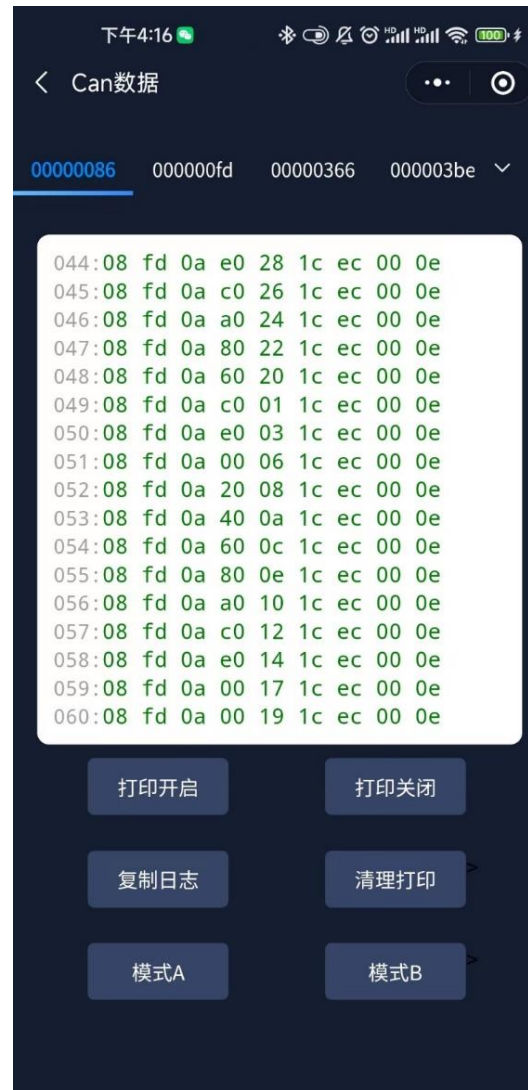 下午4:16
100
Can数据
00000086 000000fd 00000366 000003be
044:08 fd 0a e0 28 1c ec 00 0e
045:08 fd 0a c0 26 1c ec 00 0e
046:08 fd 0a a0 24 1c ec 00 0e
047:08 fd 0a 80 22 1c ec 00 0e
048:08 fd 0a 60 20 1c ec 00 0e
049:08 fd 0a c0 01 1c ec 00 0e
050:08 fd 0a e0 03 1c ec 00 0e
051:08 fd 0a 00 06 1c ec 00 0e
052:08 fd 0a 20 08 1c ec 00 0e
053:08 fd 0a 40 0a 1c ec 00 0e
054:08 fd 0a 60 0c 1c ec 00 0e
055:08 fd 0a 80 0e 1c ec 00 0e
056:08 fd 0a a0 10 1c ec 00 0e
057:08 fd 0a c0 12 1c ec 00 0e
058:08 fd 0a e0 14 1c ec 00 0e
059:08 fd 0a 00 17 1c ec 00 0e
060:08 fd 0a 00 19 1c ec 00 0e
打印开启 打印关闭
复制日志 清理打印 >
模式A 模式B >